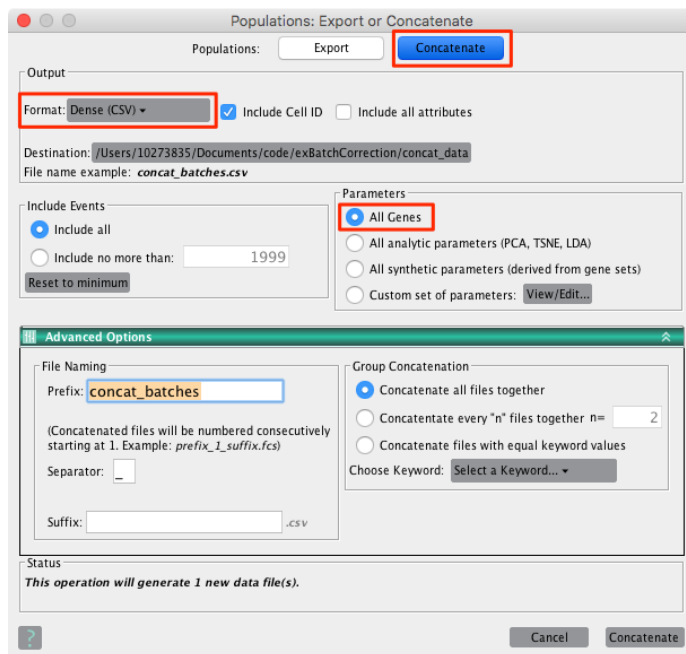 Populations: Export or Concatenate
Populations: Export Concatenate
Output
Format: Dense (CSV) Include Cell ID Include all attributes
Destination: /Users/10273835/Documents/code/exBatchCorrection/concat_data
File name example: concat_batches.csv
Include Events
Include all
Include no more than: 1999
Reset to minimum
Parameters
All Genes
All analytic parameters (PCA, TSNE, LDA)
All synthetic parameters (derived from gene sets)
Custom set of parameters: View/Edit...
Advanced Options
File Naming
Prefix: concat_batches
(Concatenated files will be numbered consecutively
starting at 1. Example: prefix_1_suffix.fcs)
Separator: _
Suffix: .csv
Group Concatenation
Concatenate all files together
Concatentate every "n" files together n= 2
Concatenate files with equal keyword values
Choose Keyword: Select a Keyword...
Status
This operation will generate 1 new data file(s).
? Cancel Concatenate